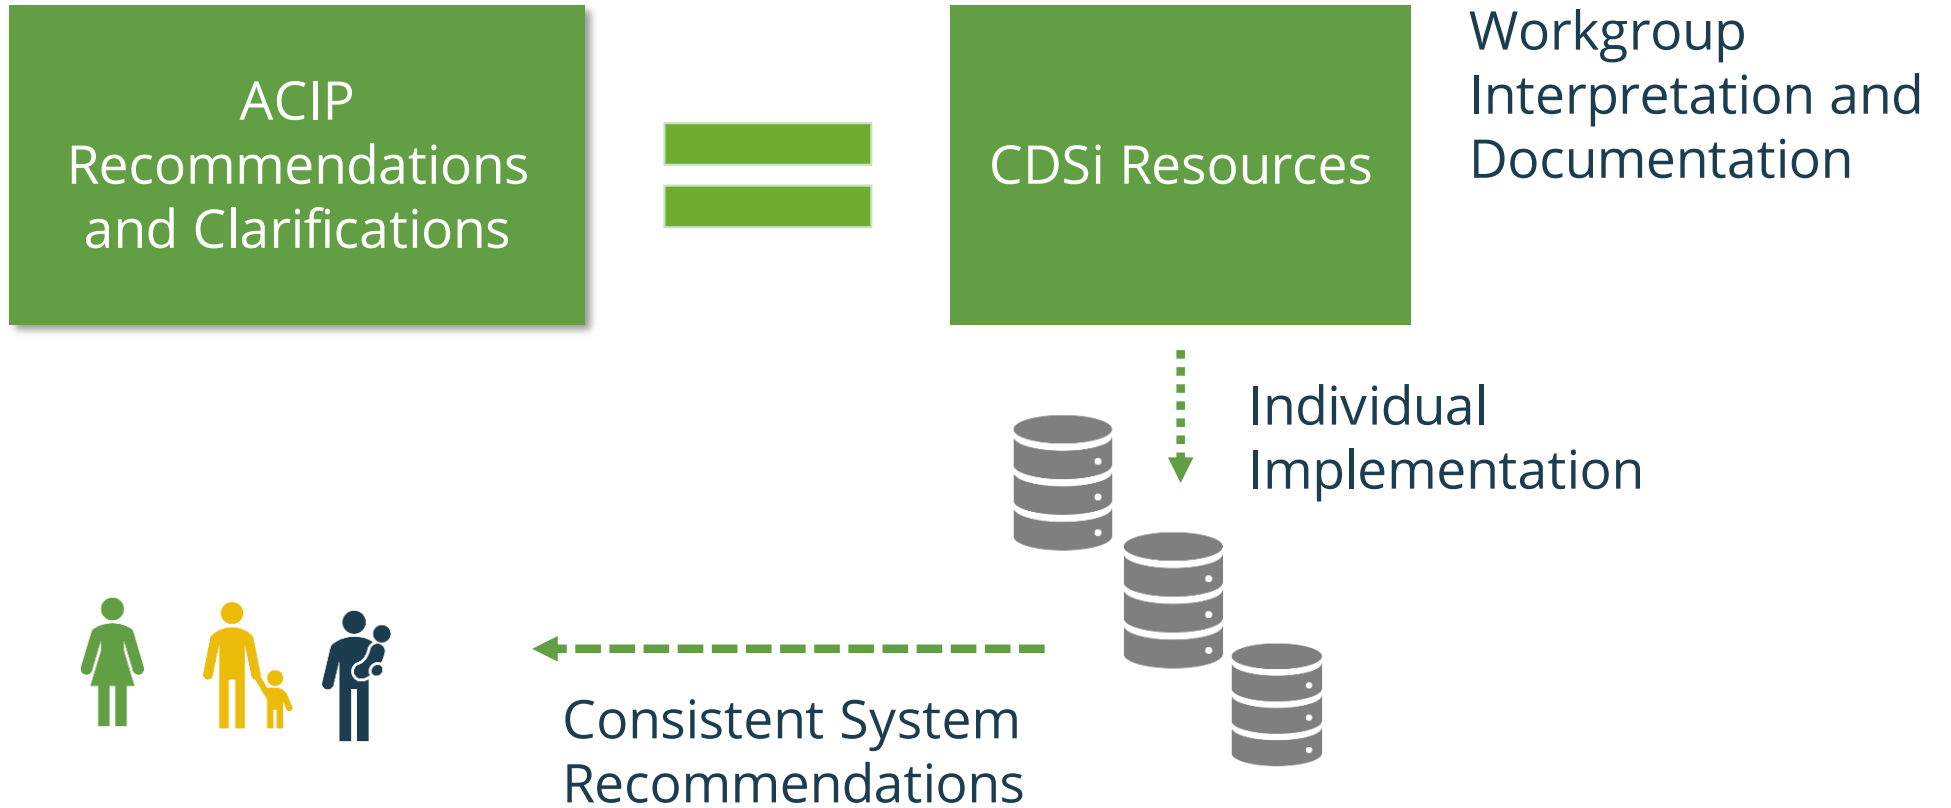 ACIP
Recommendations
and Clarifications
CDSi Resources
Workgroup
Interpretation and
Documentation
Individual
Implementation
Consistent System
Recommendations